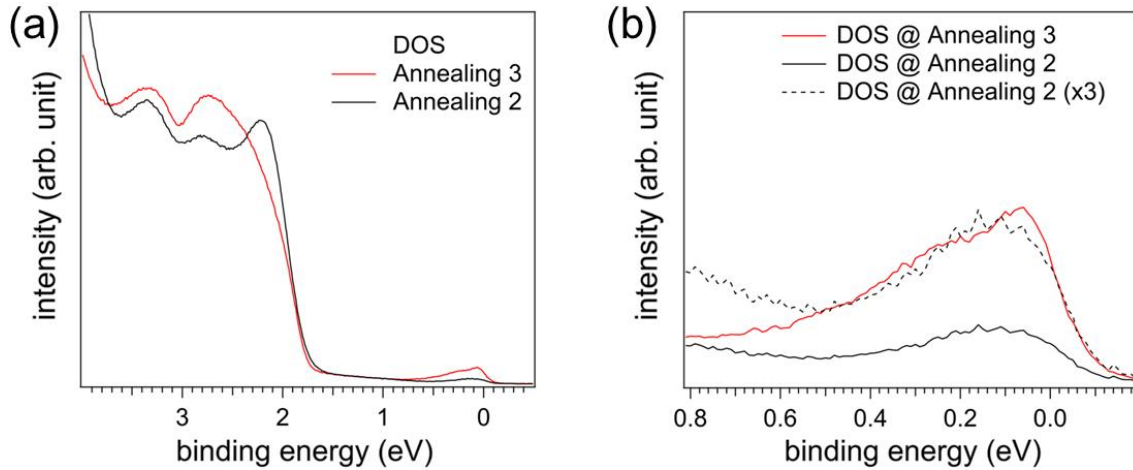 (a)
DOS
Annealing 3
Annealing 2
intensity (arb. unit)
3 2 1 0
binding energy (eV)
(b)
DOS @ Annealing 3
DOS @ Annealing 2
DOS @ Annealing 2 (x3)
intensity (arb. unit)
0.8 0.6 0.4 0.2 0.0
binding energy (eV)